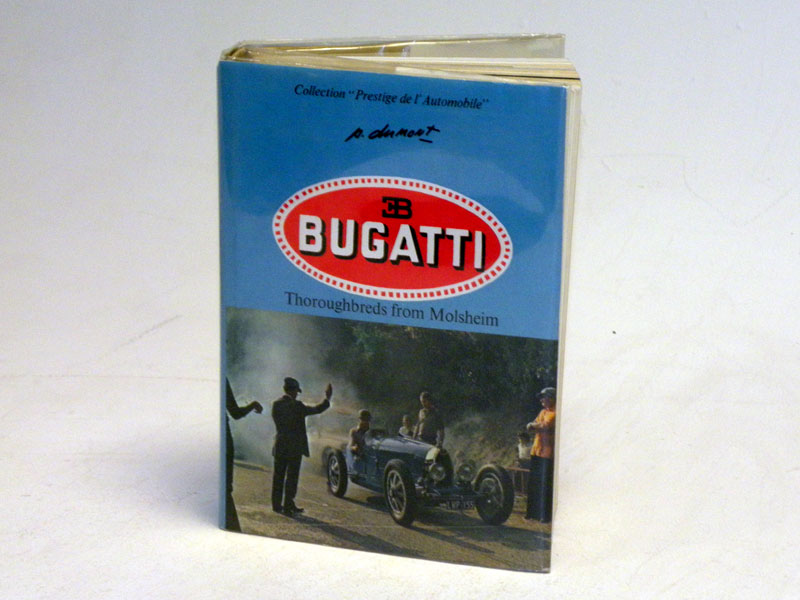 Collection "Prestige de l'Automobile"
P. dumont
EB
BUGATTI
Thoroughbreds from Molsheim